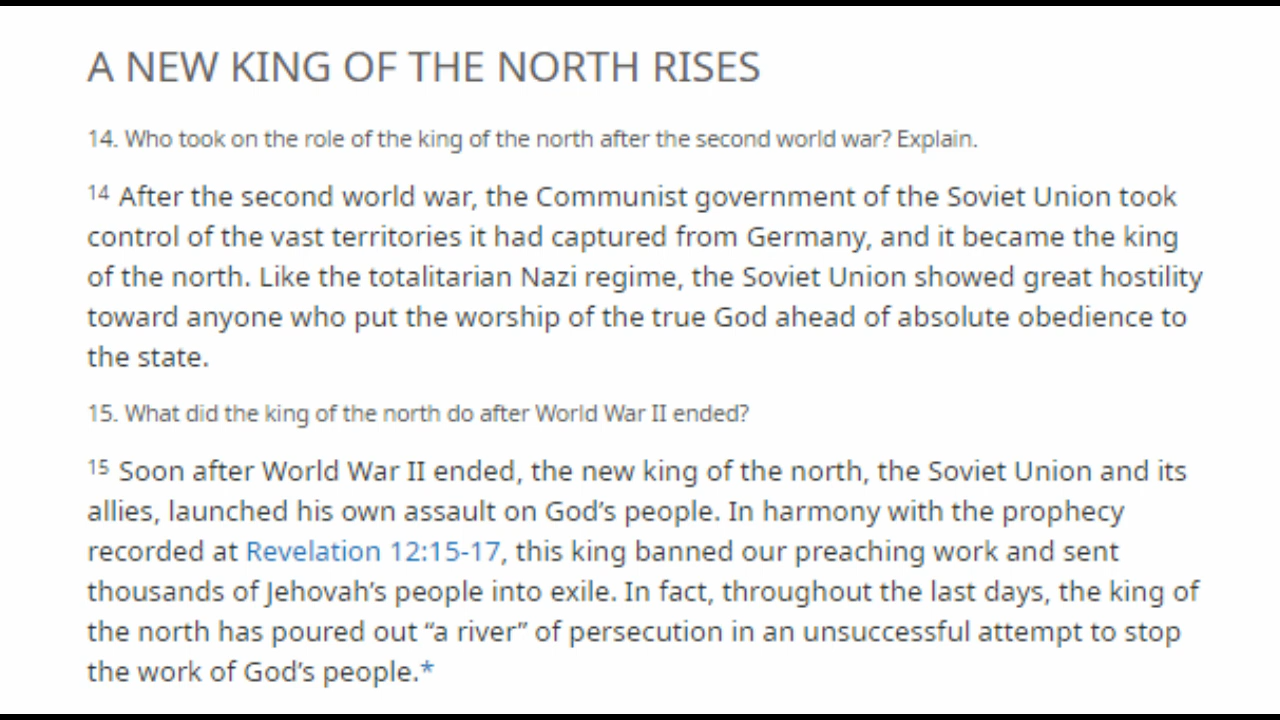 A NEW KING OF THE NORTH RISES
14. Who took on the role of the king of the north after the second world war? Explain.
14 After the second world war, the Communist government of the Soviet Union took
control of the vast territories it had captured from Germany, and it became the king
of the north. Like the totalitarian Nazi regime, the Soviet Union showed great hostility
toward anyone who put the worship of the true God ahead of absolute obedience to
the state.
15. What did the king of the north do after World War II ended?
15 Soon after World War II ended, the new king of the north, the Soviet Union and its
allies, launched his own assault on God’s people. In harmony with the prophecy
recorded at Revelation 12:15-17, this king banned our preaching work and sent
thousands of Jehovah’s people into exile. In fact, throughout the last days, the king of
the north has poured out “a river” of persecution in an unsuccessful attempt to stop
the work of God’s people.*